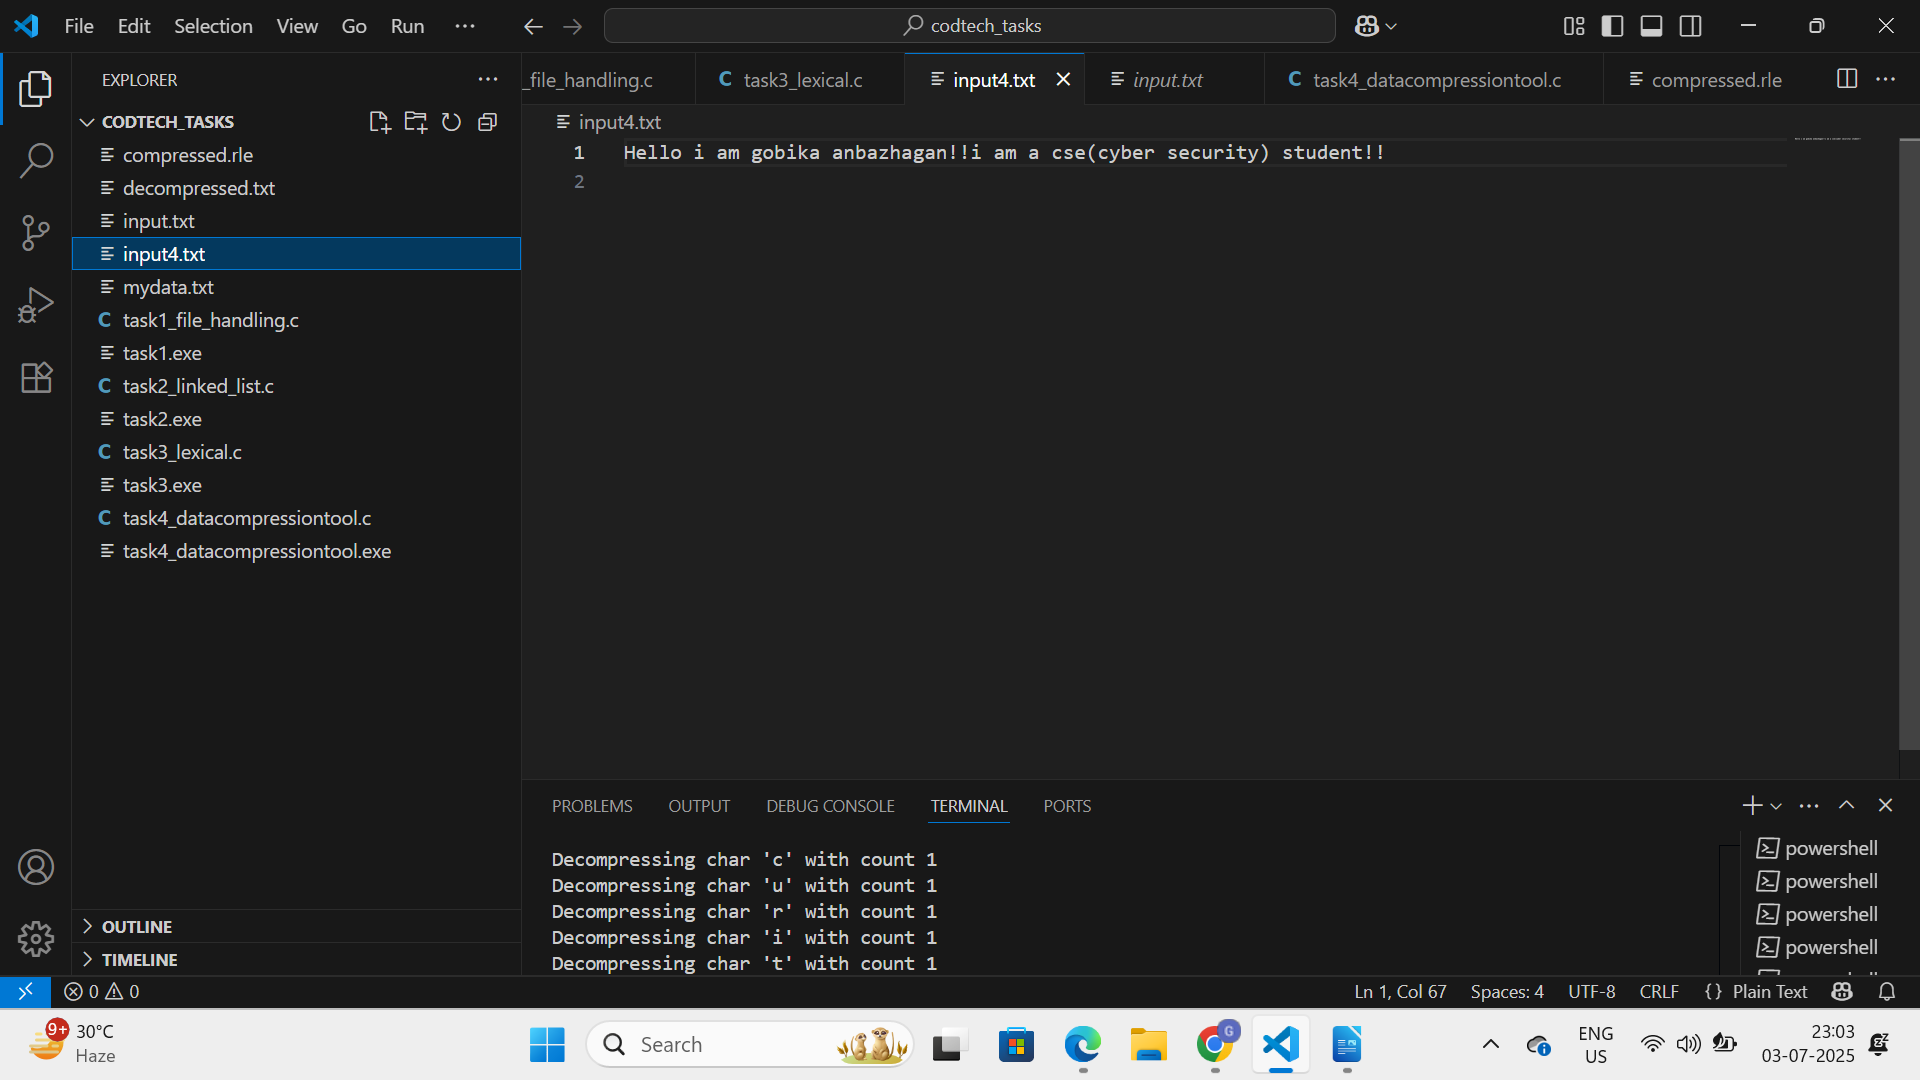 File Edit Selection View Go Run
codtech_tasks
EXPLORER
_file_handling.c
task3_lexical.c
input4.txt
input.txt
task4_datacompressiontool.c
compressed.rle
CODTECH_TASKS
compressed.rle
decompressed.txt
input.txt
input4.txt
mydata.txt
task1_file_handling.c
task1.exe
task2_linked_list.c
task2.exe
task3_lexical.c
task3.exe
task4_datacompressiontool.c
task4_datacompressiontool.exe
OUTLINE
TIMELINE
input4.txt
1 Hello i am gobika anbazhagan!!i am a cse(cyber security) student!!
2
PROBLEMS OUTPUT DEBUG CONSOLE TERMINAL PORTS
Decompressing char 'c' with count 1
Decompressing char 'u' with count 1
Decompressing char 'r' with count 1
Decompressing char 'i' with count 1
Decompressing char 't' with count 1
powershell
powershell
powershell
powershell
0 0
Ln 1, Col 67 Spaces: 4 UTF-8 CRLF {} Plain Text
9+
30°C
Haze
Search
G
ENG
US
23:03
03-07-2025